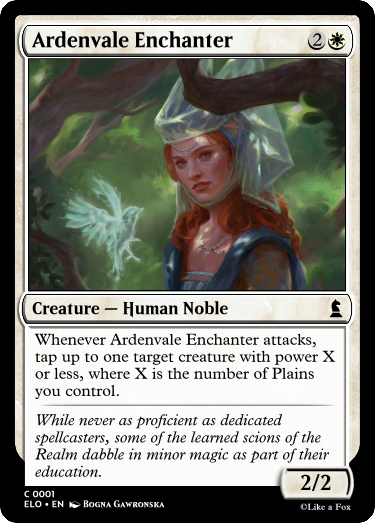 Ardenvale Enchanter 2
Creature — Human Noble
Whenever Ardenvale Enchanter attacks,
tap up to one target creature with power X
or less, where X is the number of Plains
you control.
While never as proficient as dedicated
spellcasters, some of the learned scions of the
Realm dabble in minor magic as part of their
education.
2/2
C 0001
ELO • EN Bogna Gawronska
©Like a Fox